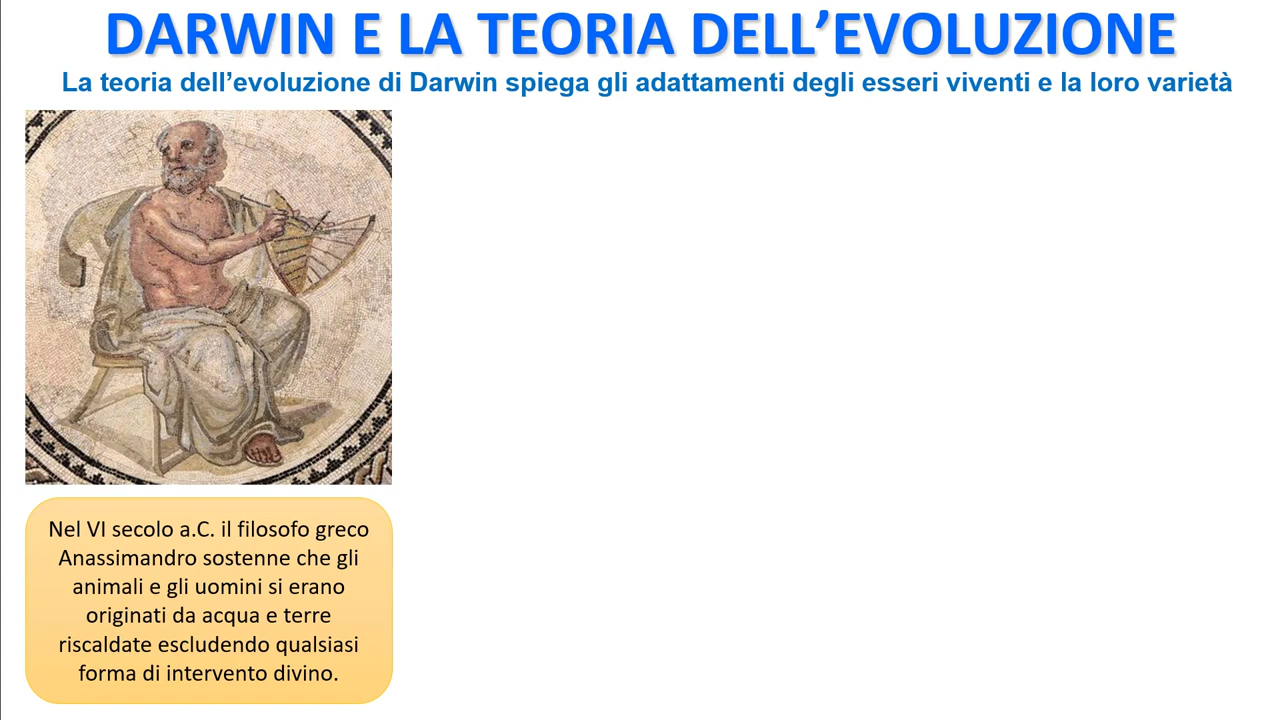 DARWIN E LA TEORIA DELL’EVOLUZIONE
La teoria dell’evoluzione di Darwin spiega gli adattamenti degli esseri viventi e la loro varietà
Nel VI secolo a.C. il filosofo greco
Anassimandro sostenne che gli
animali e gli uomini si erano
originati da acqua e terre
riscaldate escludendo qualsiasi
forma di intervento divino.